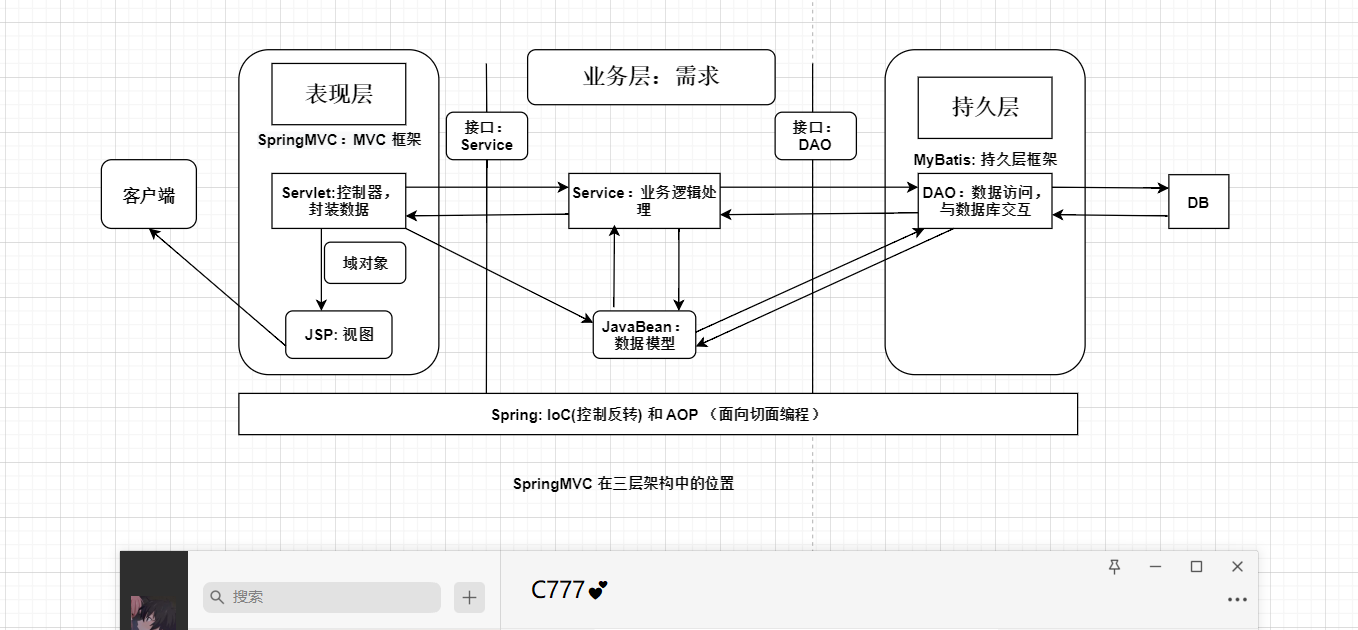 表现层
SpringMVC：MVC 框架
业务层：需求
持久层
MyBatis: 持久层框架
接口：
Service
接口：
DAO
客户端
Servlet:控制器，
封装数据
Service：业务逻辑处
理
DAO：数据访问，
与数据库交互
DB
域对象
JSP: 视图
JavaBean：
数据模型
Spring: IoC(控制反转) 和 AOP （面向切面编程）
SpringMVC 在三层架构中的位置
搜索
C777💕